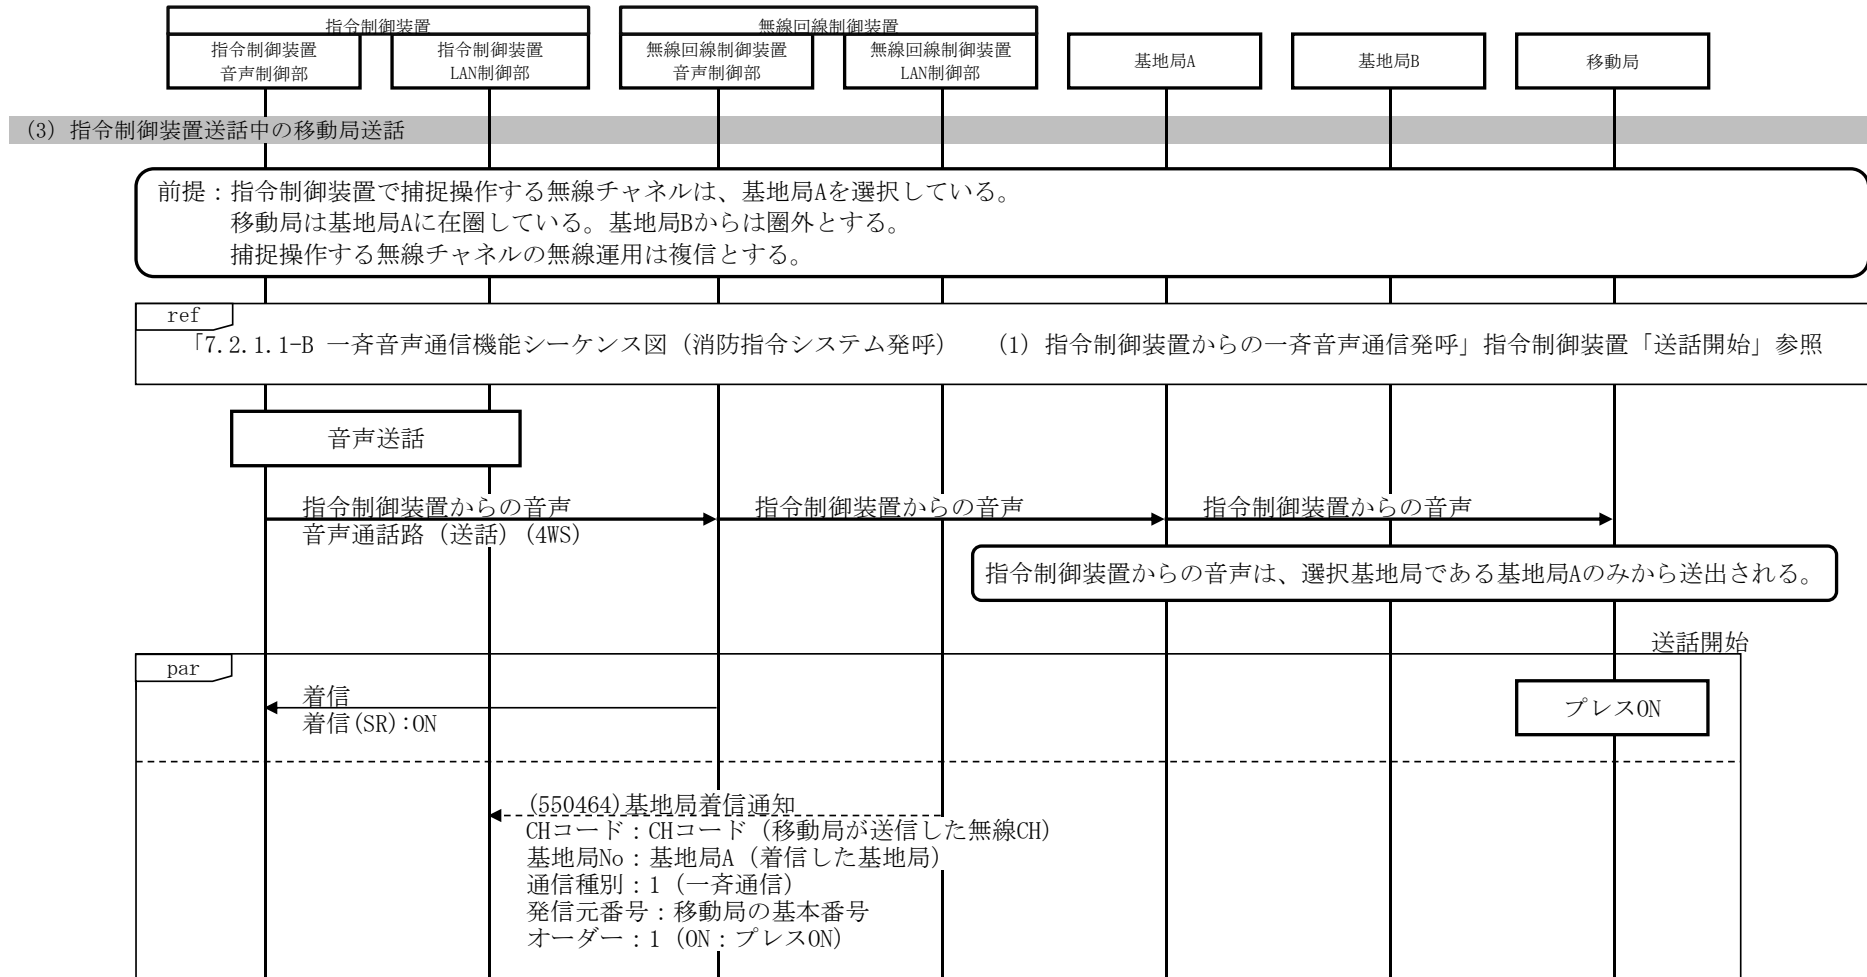 指令制御装置
無線回線制御装置
指令制御装置
音声制御部
指令制御装置
LAN制御部
無線回線制御装置
音声制御部
無線回線制御装置
LAN制御部
基地局A
基地局B
移動局
(3) 指令制御装置送話中の移動局送話
前提：指令制御装置で捕捉操作する無線チャネルは、基地局Aを選択している。
移動局は基地局Aに在圏している。基地局Bからは圏外とする。
捕捉操作する無線チャネルの無線運用は複信とする。
ref
「7.2.1.1-B 一斉音声通信機能シーケンス図（消防指令システム発呼）　(1) 指令制御装置からの一斉音声通信発呼」指令制御装置「送話開始」参照
音声送話
指令制御装置からの音声
音声通話路（送話）(4WS)
指令制御装置からの音声
指令制御装置からの音声
指令制御装置からの音声は、選択基地局である基地局Aのみから送出される。
送話開始
par
着信
着信(SR):ON
プレスON
(550464)基地局着信通知
CHコード：CHコード（移動局が送信した無線CH）
基地局No：基地局A（着信した基地局）
通信種別：1（一斉通信）
発信元番号：移動局の基本番号
オーダー：1（ON：プレスON）